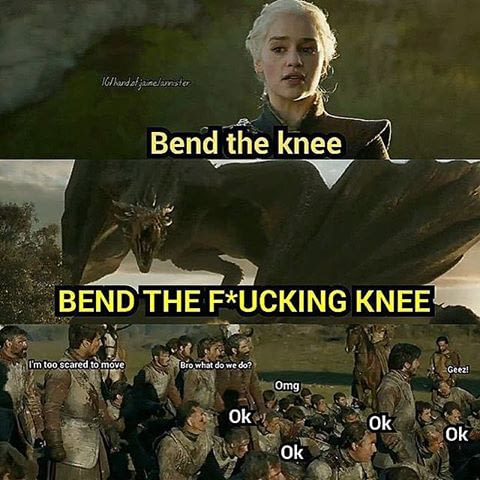 IG/handofjaimelannister
Bend the knee
BEND THE F*UCKING KNEE
I'm too scared to move
Bro what do we do?
Geez!
Omg
Ok
Ok
Ok
Ok